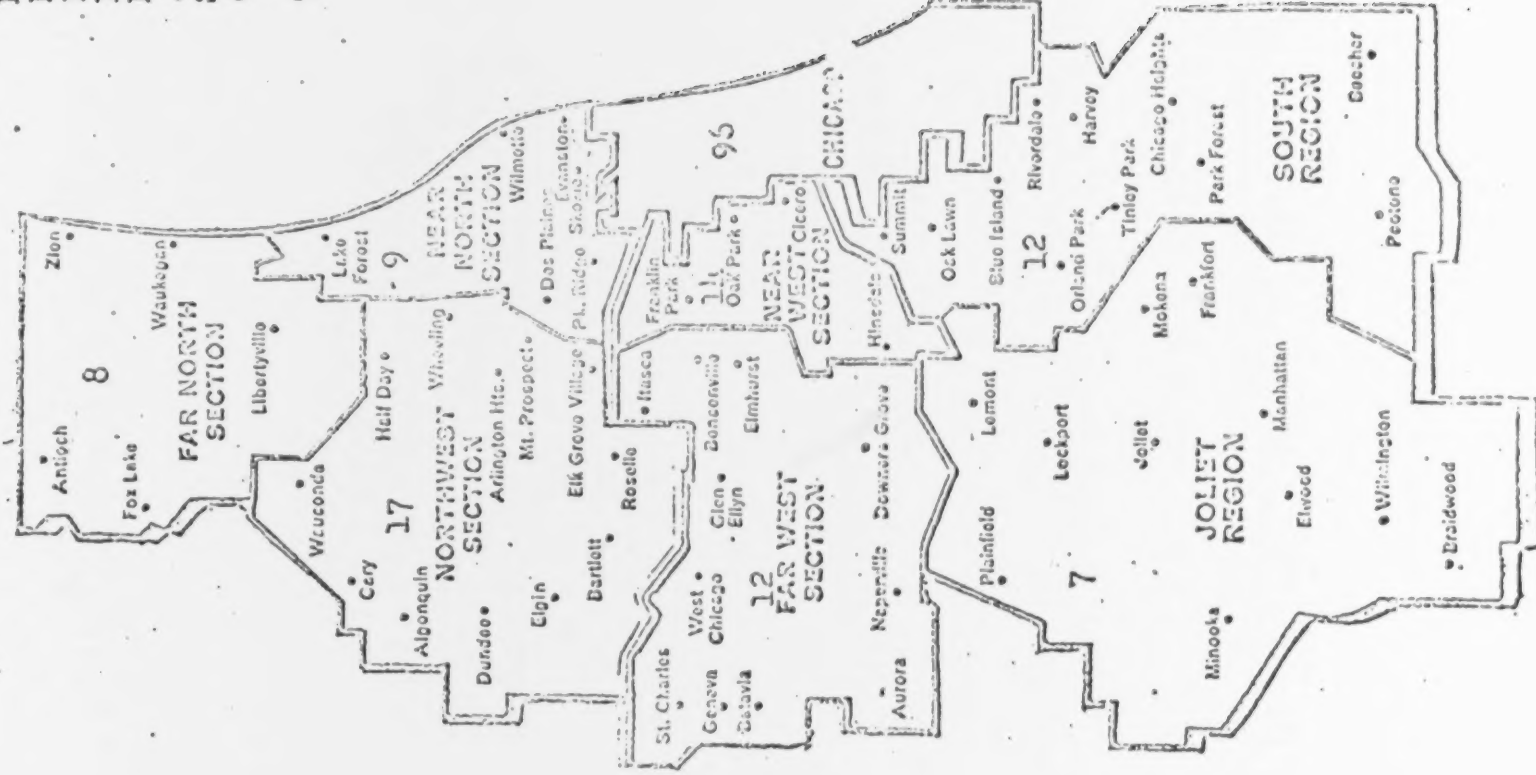 Zion
Antioch
Waukegan
8
Fox Lake
FAR NORTH
SECTION
Libertyville
Lake
Forest
9
NEAR
NORTH
SECTION
Wilmette
Des Plaines
Evanston
Skokie
Pk. Ridge
Wauconda
Half Day
Cary
17
Wheeling
Algonquin
NORTHWEST
SECTION
Arlington Hts.
Dundee
Mt. Prospect
Elgin
Elk Grove Village
Bartlett
Roselle
Itasca
Franklin
Park
11
Oak Park
NEAR
WEST
SECTION
Cicero
96
CHICAGO
St. Charles
West
Chicago
Glen
Ellyn
Bensenville
Elmhurst
Geneva
Batavia
12
FAR WEST
SECTION
Hinsdale
Summit
Aurora
Naperville
Downers Grove
Oak Lawn
Blue Island
12
Riverdale
Orland Park
Harvey
Tinley Park
Chicago Heights
Park Forest
SOUTH
REGION
Beecher
Peotone
Plainfield
Lemont
Lockport
7
Joliet
Mokena
Frankfort
Minooka
JOLIET
REGION
Manhattan
Elwood
Wilmington
Braidwood